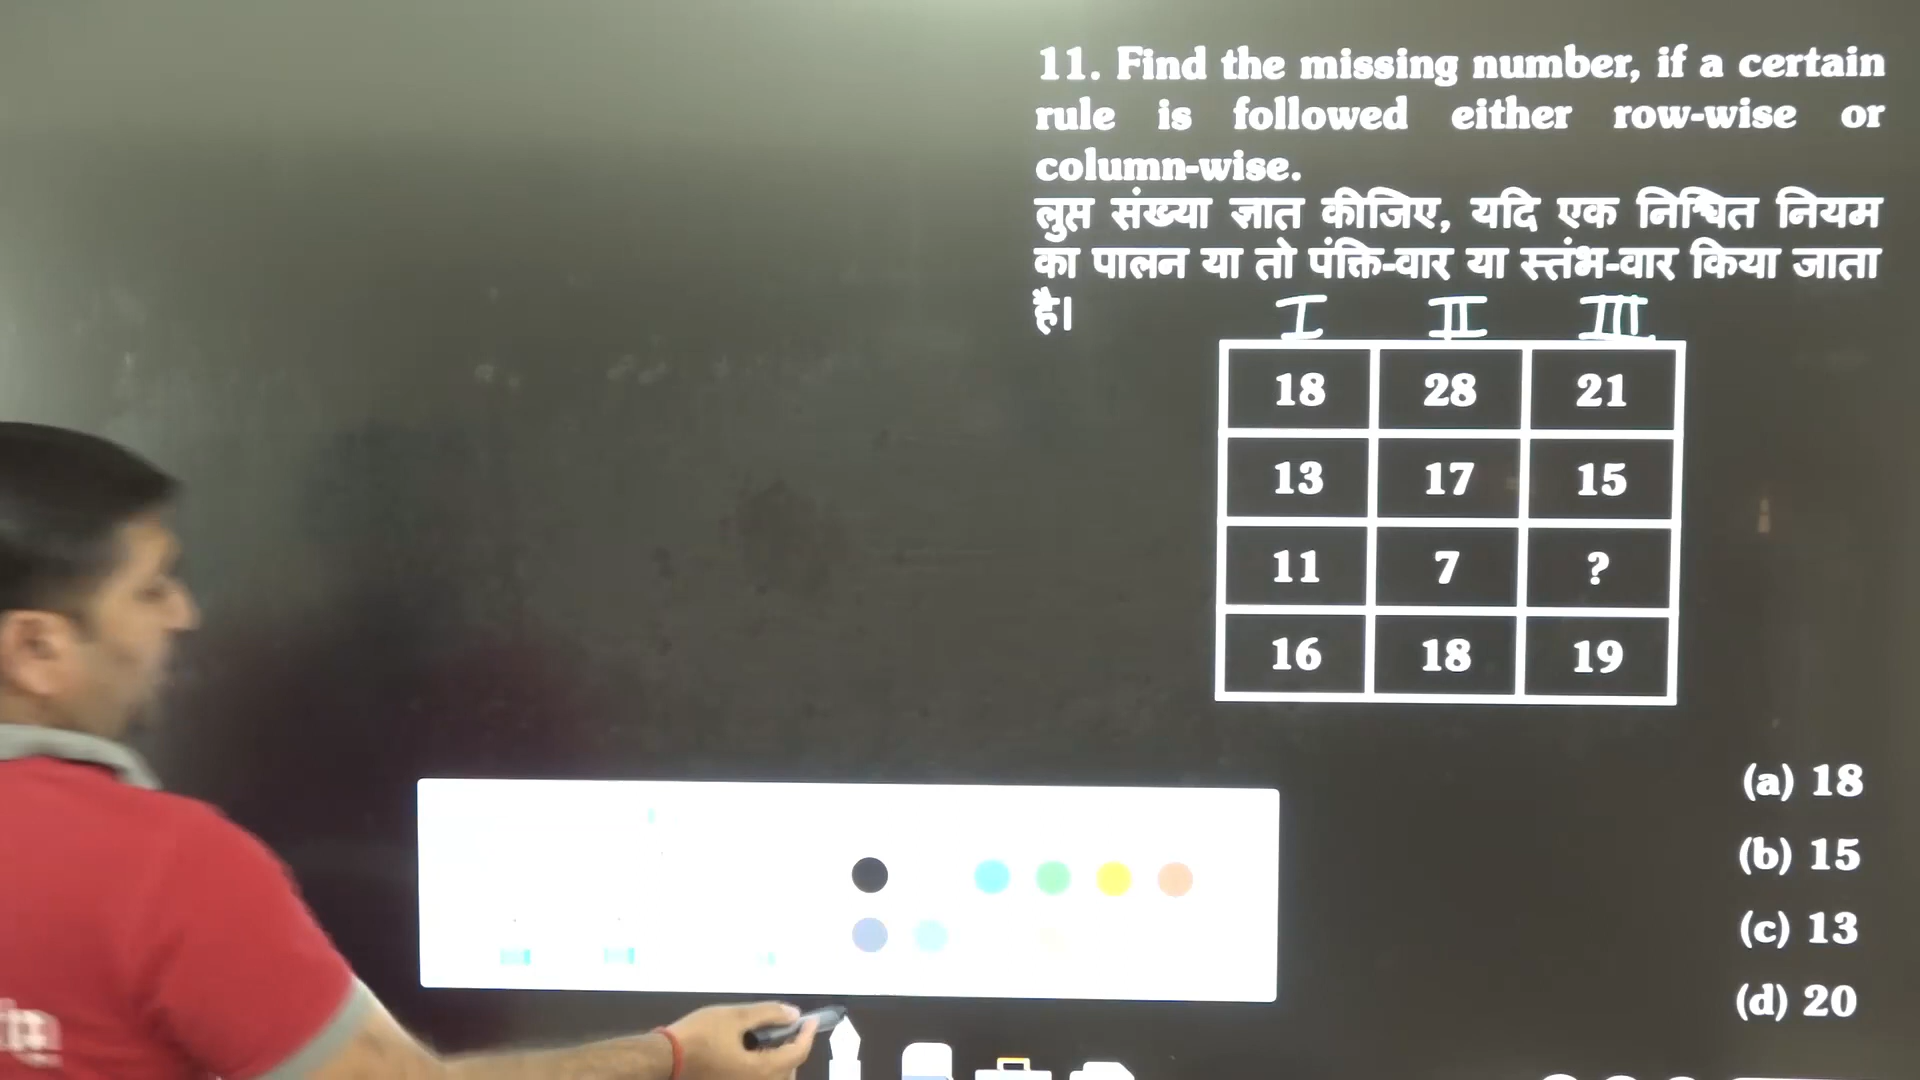 11. Find the missing number, if a certain
rule is followed either row-wise or
column-wise.
लुप्त संख्या ज्ञात कीजिए, यदि एक निश्चित नियम
का पालन या तो पंक्ति-वार या स्तंभ-वार किया जाता
है।
I II III
18 28 21
13 17 15
11 7 ?
16 18 19
(a) 18
(b) 15
(c) 13
(d) 20